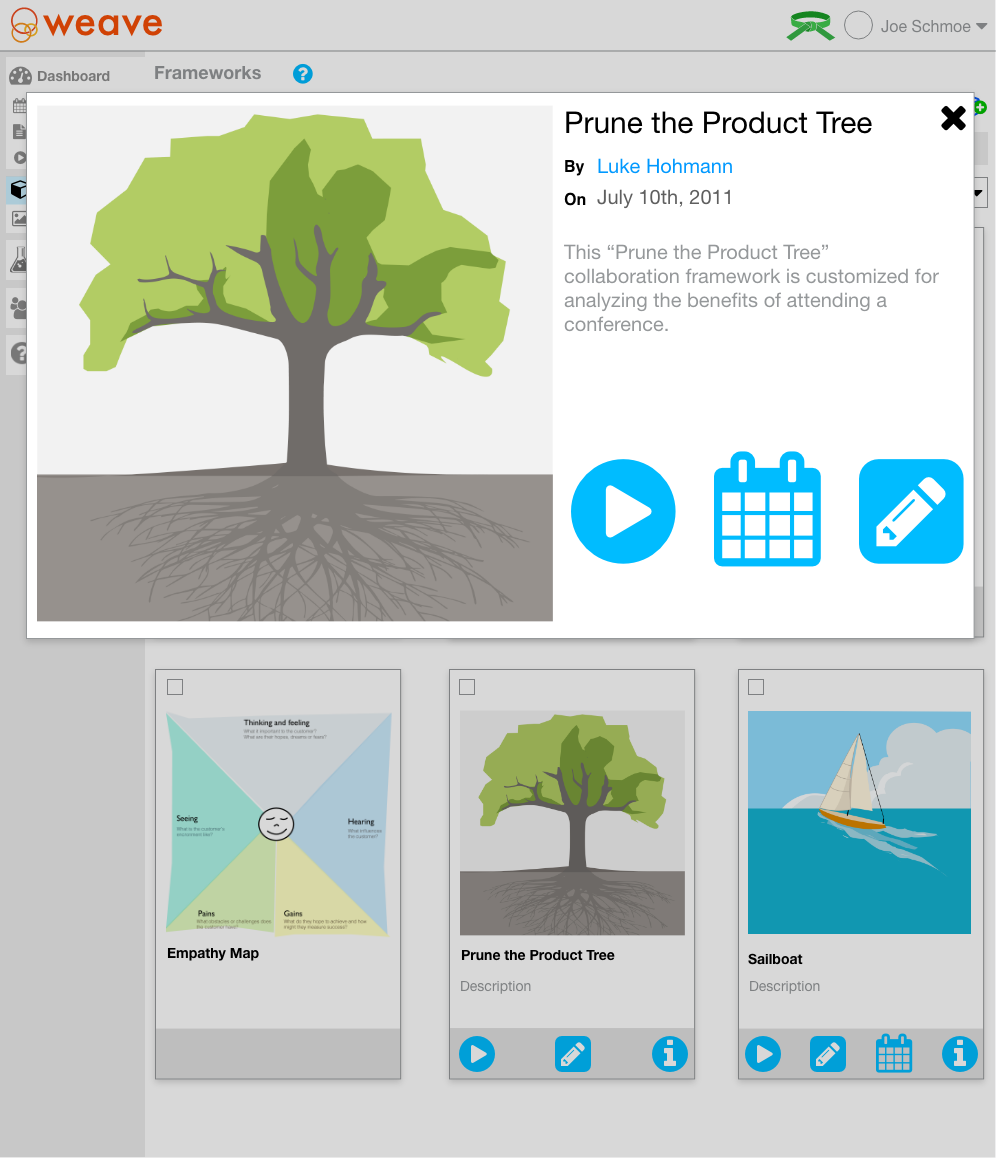 weave
Joe Schmoe
Dashboard
Frameworks
?
Prune the Product Tree
By Luke Hohmann
On July 10th, 2011
This “Prune the Product Tree”
collaboration framework is customized for
analyzing the benefits of attending a
conference.
Thinking and feeling
What is important to the customer?
What are their hopes, dreams or fears?
Seeing
What is the customer's
environment like?
Hearing
What influences
the customer?
Pains
What obstacles or challenges does
the customer have?
Gains
What do they hope to achieve and how
might they measure success?
Empathy Map
Prune the Product Tree
Description
Sailboat
Description